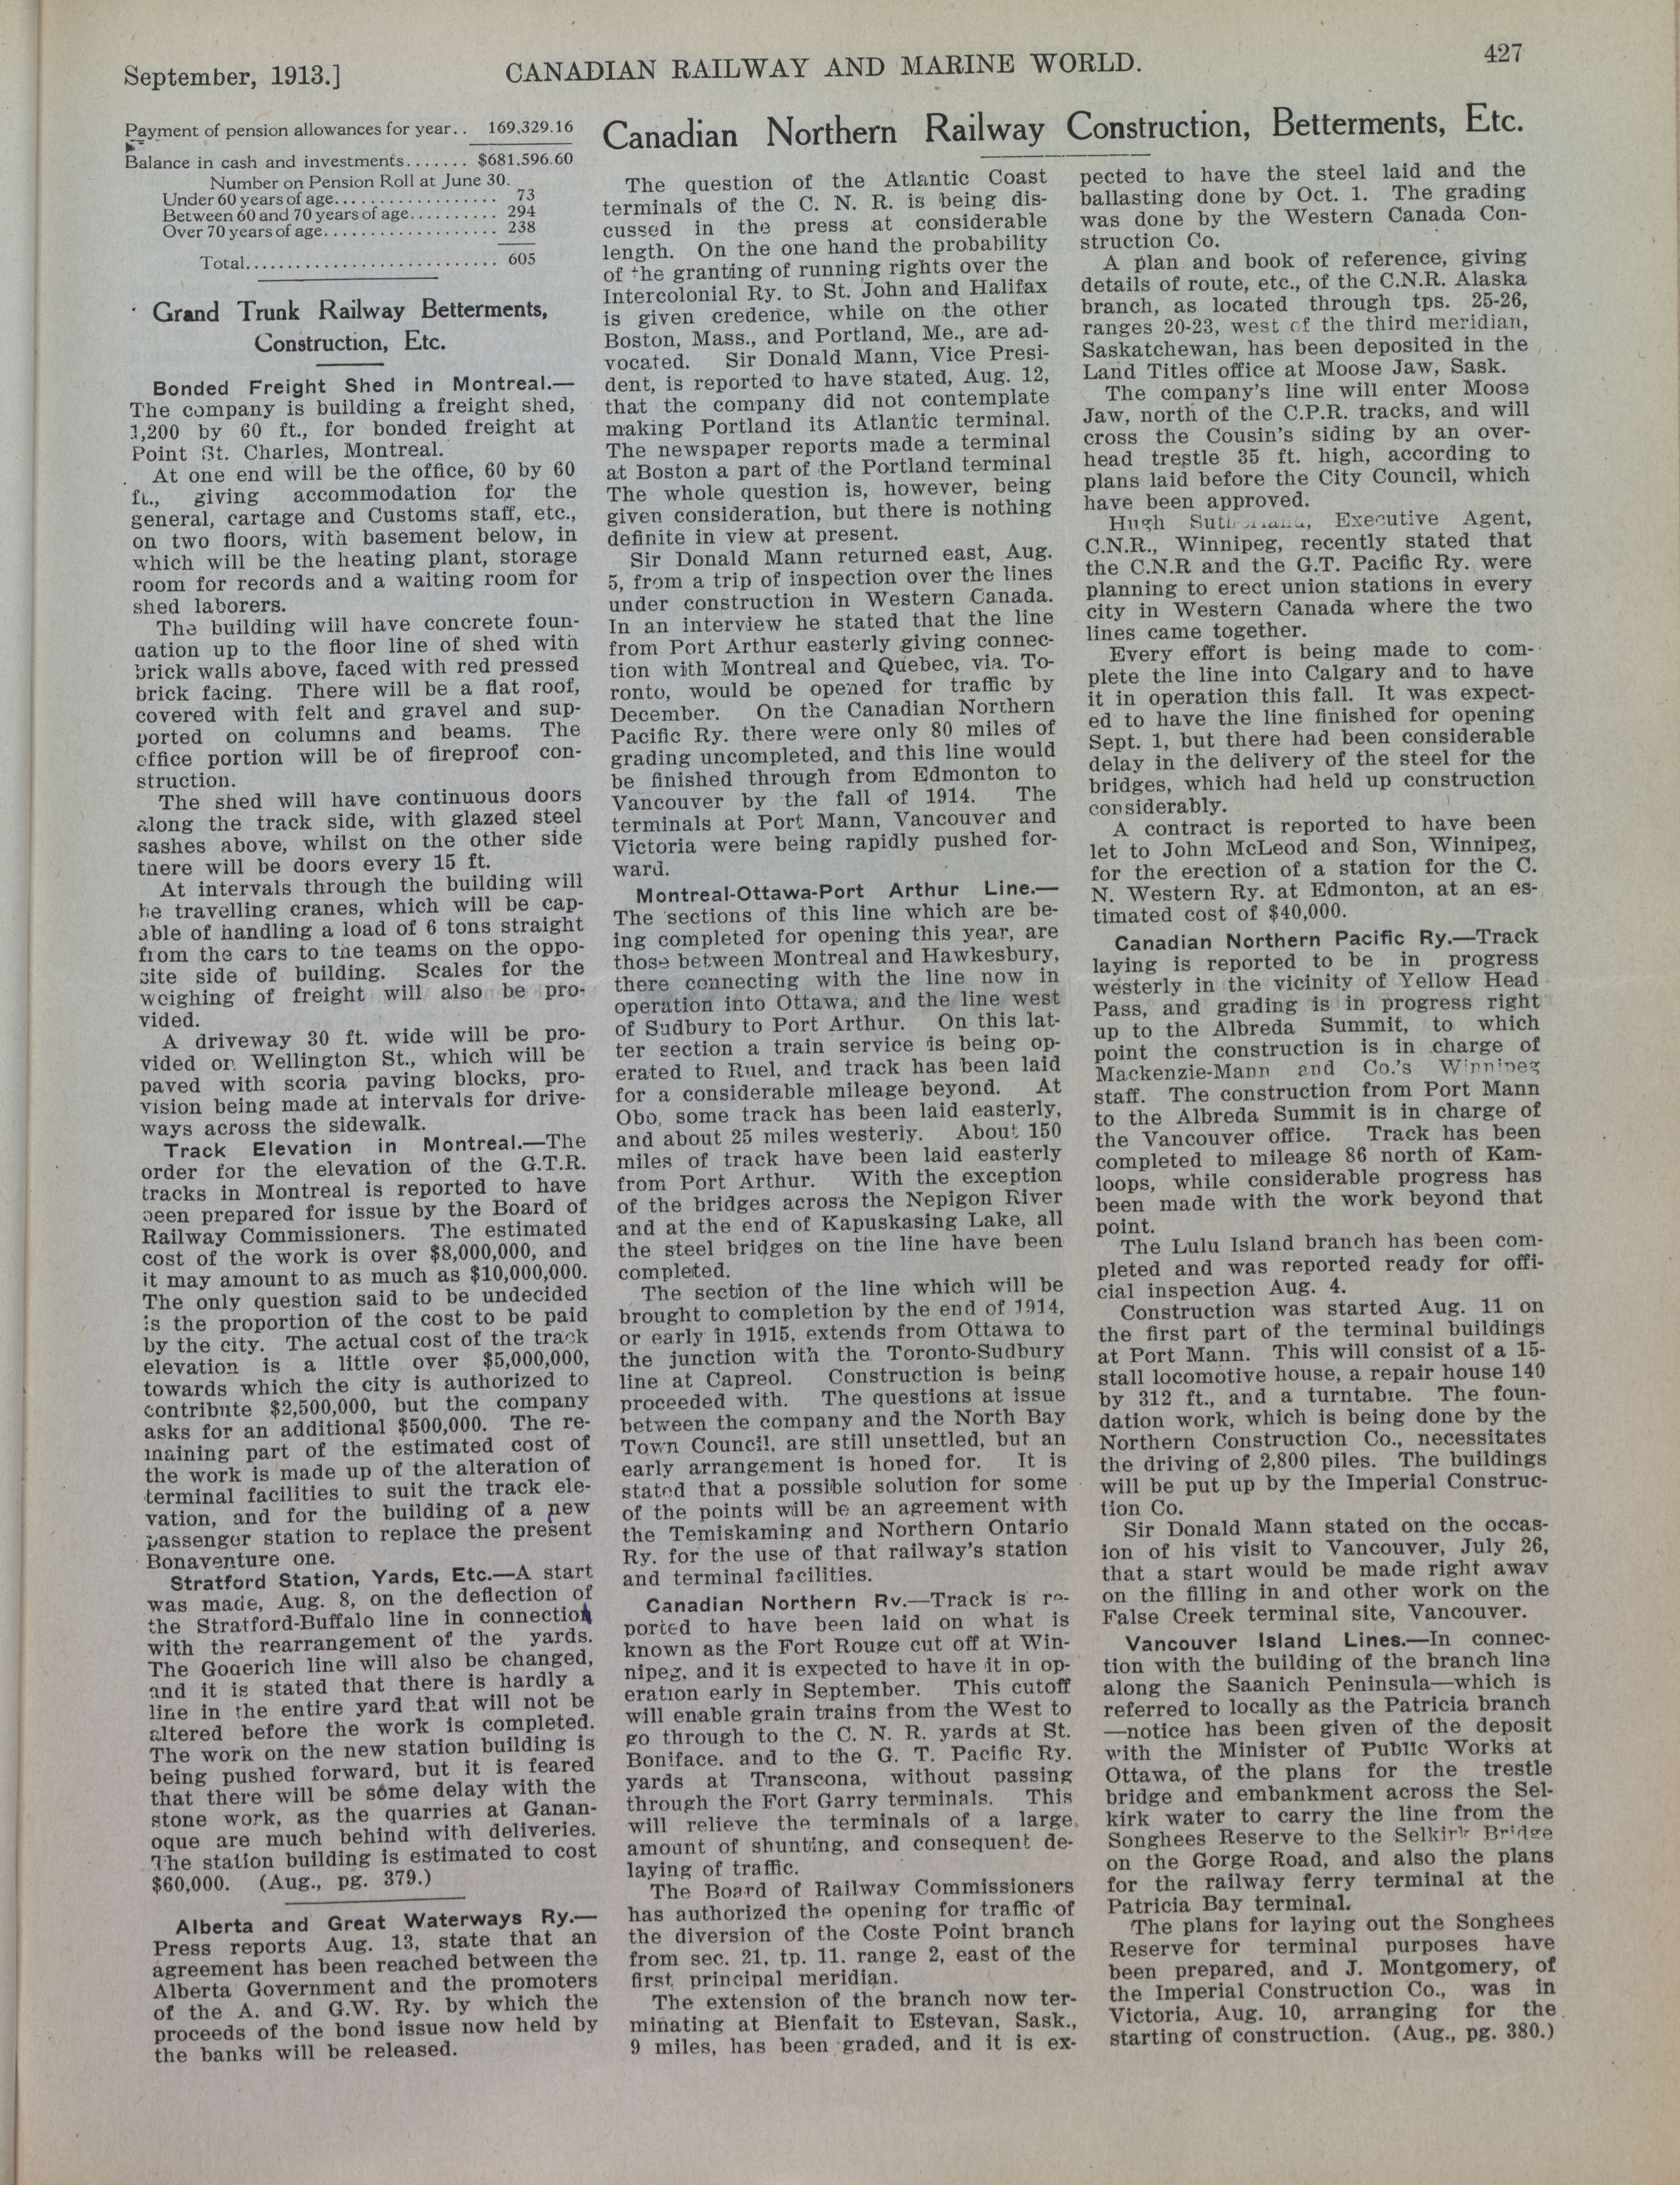 September, 1913.]
CANADIAN RAILWAY AND MARINE WORLD.
427
Payment of pension allowances for year.. 169,329.16
Balance in cash and investments....... $681,596.60
Number on Pension Roll at June 30.
Under 60 years of age.................. 73
Between 60 and 70 years of age.......... 294
Over 70 years of age................... 238
Total............................ 605
Grand Trunk Railway Betterments,
Construction, Etc.
Bonded Freight Shed in Montreal.—
The company is building a freight shed,
1,200 by 60 ft., for bonded freight at
Point St. Charles, Montreal.
At one end will be the office, 60 by 60
ft., giving accommodation for the
general, cartage and Customs staff, etc.,
on two floors, with basement below, in
which will be the heating plant, storage
room for records and a waiting room for
shed laborers.
The building will have concrete foun-
dation up to the floor line of shed with
brick walls above, faced with red pressed
brick facing. There will be a flat roof,
covered with felt and gravel and sup-
ported on columns and beams. The
office portion will be of fireproof con-
struction.
The shed will have continuous doors
along the track side, with glazed steel
sashes above, whilst on the other side
there will be doors every 15 ft.
At intervals through the building will
be travelling cranes, which will be cap-
able of handling a load of 6 tons straight
from the cars to the teams on the oppo-
site side of building. Scales for the
weighing of freight will also be pro-
vided.
A driveway 30 ft. wide will be pro-
vided on Wellington St., which will be
paved with scoria paving blocks, pro-
vision being made at intervals for drive-
ways across the sidewalk.
Track Elevation in Montreal.—The
order for the elevation of the G.T.R.
tracks in Montreal is reported to have
been prepared for issue by the Board of
Railway Commissioners. The estimated
cost of the work is over $8,000,000, and
it may amount to as much as $10,000,000.
The only question said to be undecided
is the proportion of the cost to be paid
by the city. The actual cost of the track
elevation is a little over $5,000,000,
towards which the city is authorized to
contribute $2,500,000, but the company
asks for an additional $500,000. The re-
maining part of the estimated cost of
the work is made up of the alteration of
terminal facilities to suit the track ele-
vation, and for the building of a new
passenger station to replace the present
Bonaventure one.
Stratford Station, Yards, Etc.—A start
was made, Aug. 8, on the deflection of
the Stratford-Buffalo line in connection
with the rearrangement of the yards.
The Goderich line will also be changed,
and it is stated that there is hardly a
line in the entire yard that will not be
altered before the work is completed.
The work on the new station building is
being pushed forward, but it is feared
that there will be some delay with the
stone work, as the quarries at Ganan-
oque are much behind with deliveries.
The station building is estimated to cost
$60,000. (Aug., pg. 379.)
Alberta and Great Waterways Ry.—
Press reports Aug. 13, state that an
agreement has been reached between the
Alberta Government and the promoters
of the A. and G.W. Ry. by which the
proceeds of the bond issue now held by
the banks will be released.
Canadian Northern Railway Construction, Betterments, Etc.
The question of the Atlantic Coast
terminals of the C. N. R. is being dis-
cussed in the press at considerable
length. On the one hand the probability
of the granting of running rights over the
Intercolonial Ry. to St. John and Halifax
is given credence, while on the other
Boston, Mass., and Portland, Me., are ad-
vocated. Sir Donald Mann, Vice Presi-
dent, is reported to have stated, Aug. 12,
that the company did not contemplate
making Portland its Atlantic terminal.
The newspaper reports made a terminal
at Boston a part of the Portland terminal
The whole question is, however, being
given consideration, but there is nothing
definite in view at present.
Sir Donald Mann returned east, Aug.
5, from a trip of inspection over the lines
under construction in Western Canada.
In an interview he stated that the line
from Port Arthur easterly giving connec-
tion with Montreal and Quebec, via. To-
ronto, would be opened for traffic by
December. On the Canadian Northern
Pacific Ry. there were only 80 miles of
grading uncompleted, and this line would
be finished through from Edmonton to
Vancouver by the fall of 1914. The
terminals at Port Mann, Vancouver and
Victoria were being rapidly pushed for-
ward.
Montreal-Ottawa-Port Arthur Line.—
The sections of this line which are be-
ing completed for opening this year, are
those between Montreal and Hawkesbury,
there connecting with the line now in
operation into Ottawa, and the line west
of Sudbury to Port Arthur. On this lat-
ter section a train service is being op-
erated to Ruel, and track has been laid
for a considerable mileage beyond. At
Obo, some track has been laid easterly,
and about 25 miles westerly. About 150
miles of track have been laid easterly
from Port Arthur. With the exception
of the bridges across the Nepigon River
and at the end of Kapuskasing Lake, all
the steel bridges on the line have been
completed.
The section of the line which will be
brought to completion by the end of 1914,
or early in 1915, extends from Ottawa to
the junction with the Toronto-Sudbury
line at Capreol. Construction is being
proceeded with. The questions at issue
between the company and the North Bay
Town Council, are still unsettled, but an
early arrangement is hoped for. It is
stated that a possible solution for some
of the points will be an agreement with
the Temiskaming and Northern Ontario
Ry. for the use of that railway's station
and terminal facilities.
Canadian Northern Ry.—Track is re-
ported to have been laid on what is
known as the Fort Rouge cut off at Win-
nipeg, and it is expected to have it in op-
eration early in September. This cutoff
will enable grain trains from the West to
go through to the C. N. R. yards at St.
Boniface, and to the G. T. Pacific Ry.
yards at Transcona, without passing
through the Fort Garry terminals. This
will relieve the terminals of a large
amount of shunting, and consequent de-
laying of traffic.
The Board of Railway Commissioners
has authorized the opening for traffic of
the diversion of the Coste Point branch
from sec. 21, tp. 11, range 2, east of the
first principal meridian.
The extension of the branch now ter-
minating at Bienfait to Estevan, Sask.,
9 miles, has been graded, and it is ex-
pected to have the steel laid and the
ballasting done by Oct. 1. The grading
was done by the Western Canada Con-
struction Co.
A plan and book of reference, giving
details of route, etc., of the C.N.R. Alaska
branch, as located through tps. 25-26,
ranges 20-23, west of the third meridian,
Saskatchewan, has been deposited in the
Land Titles office at Moose Jaw, Sask.
The company's line will enter Moose
Jaw, north of the C.P.R. tracks, and will
cross the Cousin's siding by an over-
head trestle 35 ft. high, according to
plans laid before the City Council, which
have been approved.
Hugh Sutherland, Executive Agent,
C.N.R., Winnipeg, recently stated that
the C.N.R and the G.T. Pacific Ry. were
planning to erect union stations in every
city in Western Canada where the two
lines came together.
Every effort is being made to com-
plete the line into Calgary and to have
it in operation this fall. It was expect-
ed to have the line finished for opening
Sept. 1, but there had been considerable
delay in the delivery of the steel for the
bridges, which had held up construction
considerably.
A contract is reported to have been
let to John McLeod and Son, Winnipeg,
for the erection of a station for the C.
N. Western Ry. at Edmonton, at an es-
timated cost of $40,000.
Canadian Northern Pacific Ry.—Track
laying is reported to be in progress
westerly in the vicinity of Yellow Head
Pass, and grading is in progress right
up to the Albreda Summit, to which
point the construction is in charge of
Mackenzie-Mann and Co.'s Winnipeg
staff. The construction from Port Mann
to the Albreda Summit is in charge of
the Vancouver office. Track has been
completed to mileage 86 north of Kam-
loops, while considerable progress has
been made with the work beyond that
point.
The Lulu Island branch has been com-
pleted and was reported ready for offi-
cial inspection Aug. 4.
Construction was started Aug. 11 on
the first part of the terminal buildings
at Port Mann. This will consist of a 15-
stall locomotive house, a repair house 140
by 312 ft., and a turntable. The foun-
dation work, which is being done by the
Northern Construction Co., necessitates
the driving of 2,800 piles. The buildings
will be put up by the Imperial Construc-
tion Co.
Sir Donald Mann stated on the occas-
ion of his visit to Vancouver, July 26,
that a start would be made right away
on the filling in and other work on the
False Creek terminal site, Vancouver.
Vancouver Island Lines.—In connec-
tion with the building of the branch line
along the Saanich Peninsula—which is
referred to locally as the Patricia branch
—notice has been given of the deposit
with the Minister of Public Works at
Ottawa, of the plans for the trestle
bridge and embankment across the Sel-
kirk water to carry the line from the
Songhees Reserve to the Selkirk Bridge
on the Gorge Road, and also the plans
for the railway ferry terminal at the
Patricia Bay terminal.
The plans for laying out the Songhees
Reserve for terminal purposes have
been prepared, and J. Montgomery, of
the Imperial Construction Co., was in
Victoria, Aug. 10, arranging for the
starting of construction. (Aug., pg. 380.)